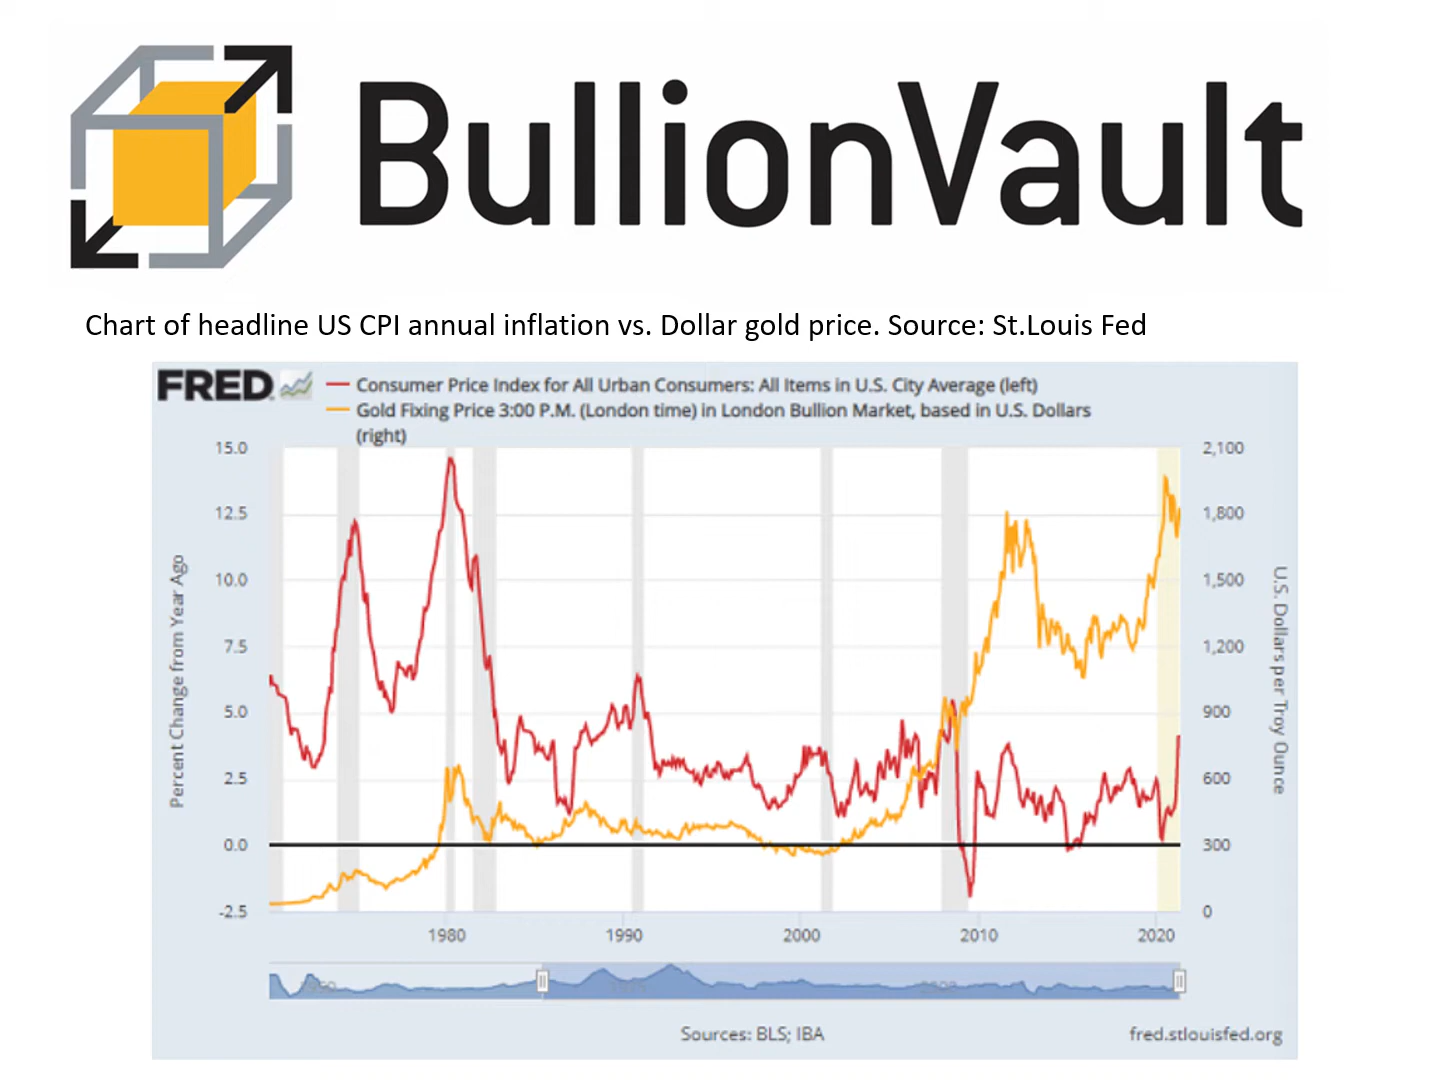 BullionVault
Chart of headline US CPI annual inflation vs. Dollar gold price. Source: St.Louis Fed
FRED
Consumer Price Index for All Urban Consumers: All Items in U.S. City Average (left)
Gold Fixing Price 3:00 P.M. (London time) in London Bullion Market, based in U.S. Dollars
(right)
Percent Change from Year Ago
15.0
12.5
10.0
7.5
5.0
2.5
0.0
-2.5
2,100
1,800
1,500
1,200
900
600
300
0
U.S. Dollars per Troy Ounce
1980
1990
2000
2010
2020
Sources: BLS; IBA
fred.stlouisfed.org